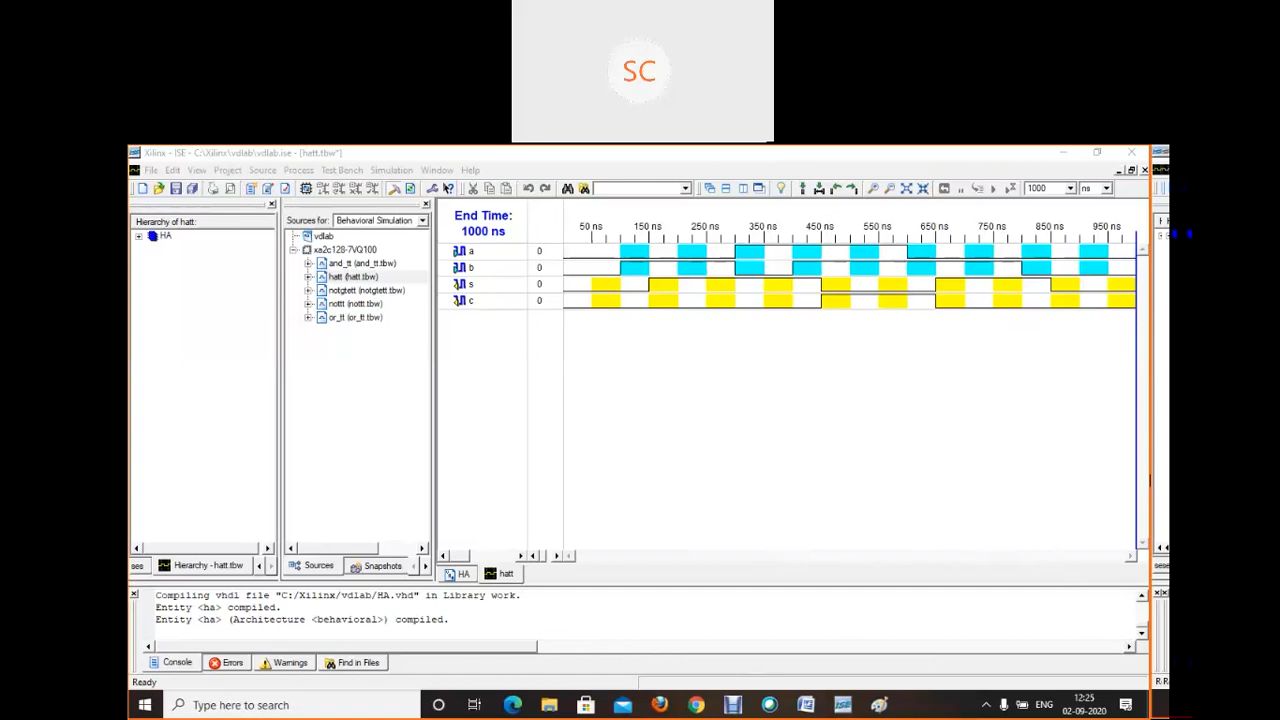 SC
Xilinx - ISE - C:\Xilinx\vdlab\vdlab.ise - [hatt.tbw*]
File Edit View Project Source Process Test Bench Simulation Window Help
1000 ns
Hierarchy of hatt:
HA
Sources for: Behavioral Simulation
vdlab
xa2c128-7VQ100
and_tt (and_tt.tbw)
hatt (hatt.tbw)
notgtett (notgtett.tbw)
nottt (nottt.tbw)
or_tt (or_tt.tbw)
End Time:
1000 ns
50 ns 150 ns 250 ns 350 ns 450 ns 550 ns 650 ns 750 ns 850 ns 950 ns
a 0
b 0
s 0
c 0
ses Hierarchy - hatt.tbw Sources Snapshots
HA hatt
Compiling vhdl file "C:/Xilinx/vdlab/HA.vhd" in Library work.
Entity <ha> compiled.
Entity <ha> (Architecture <behavioral>) compiled.
Console Errors Warnings Find in Files
Ready
Type here to search
ENG
12:25
02-09-2020